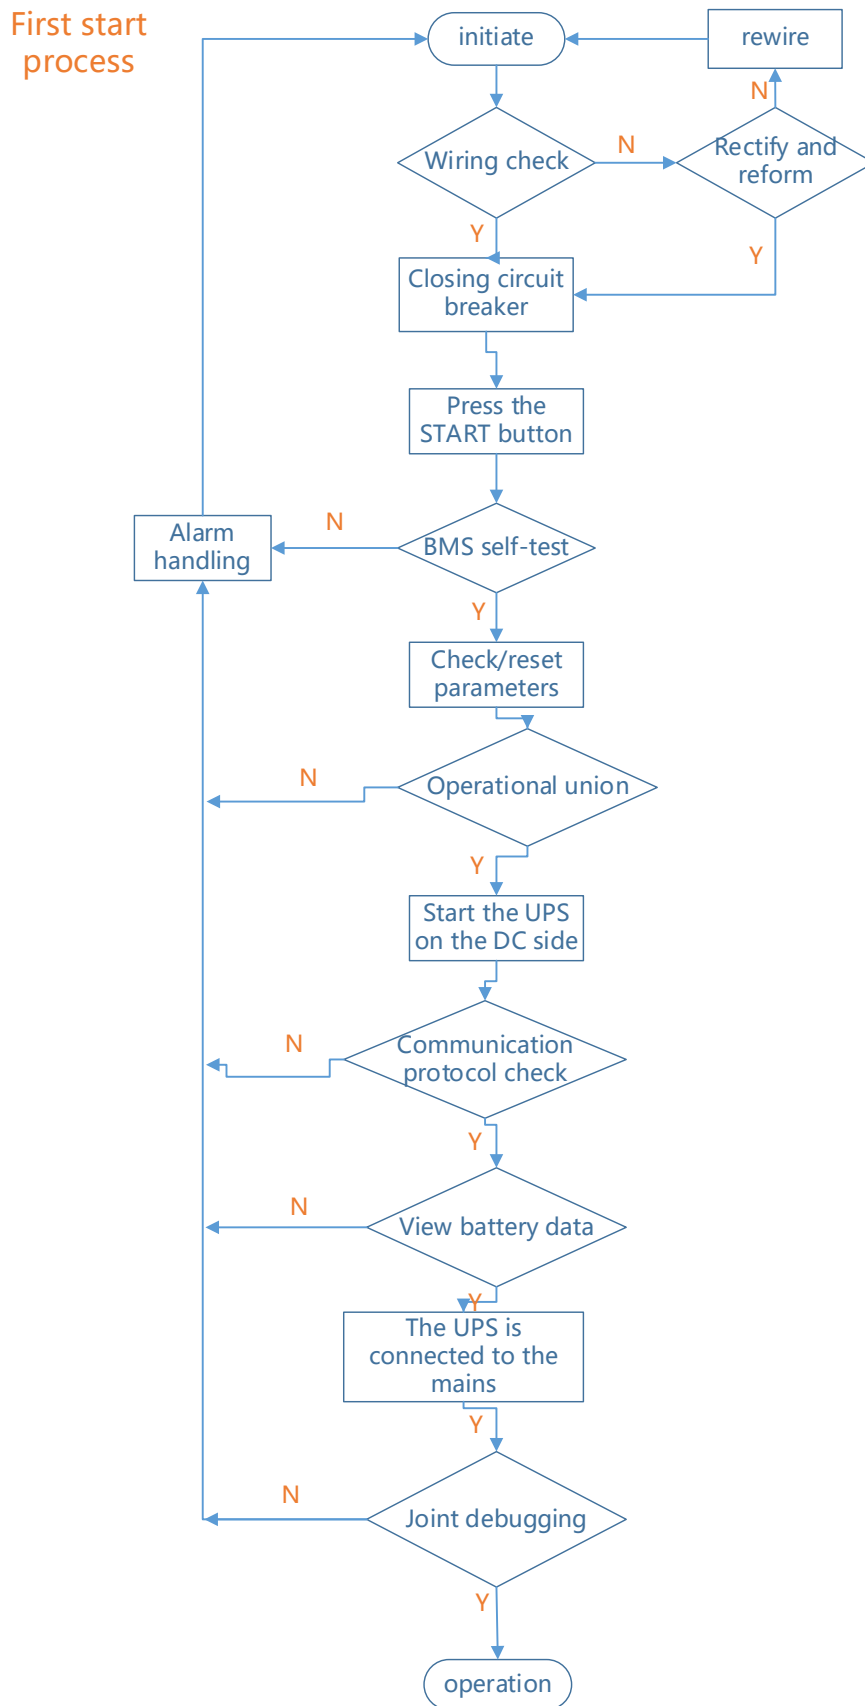 First start
process
initiate
rewire
N
Wiring check
N
Rectify and
reform
Y
Y
Closing circuit
breaker
Press the
START button
N
Alarm
handling
BMS self-test
Y
Check/reset
parameters
N
Operational union
Y
Start the UPS
on the DC side
N
Communication
protocol check
Y
N
View battery data
Y
The UPS is
connected to the
mains
Y
N
Joint debugging
Y
operation